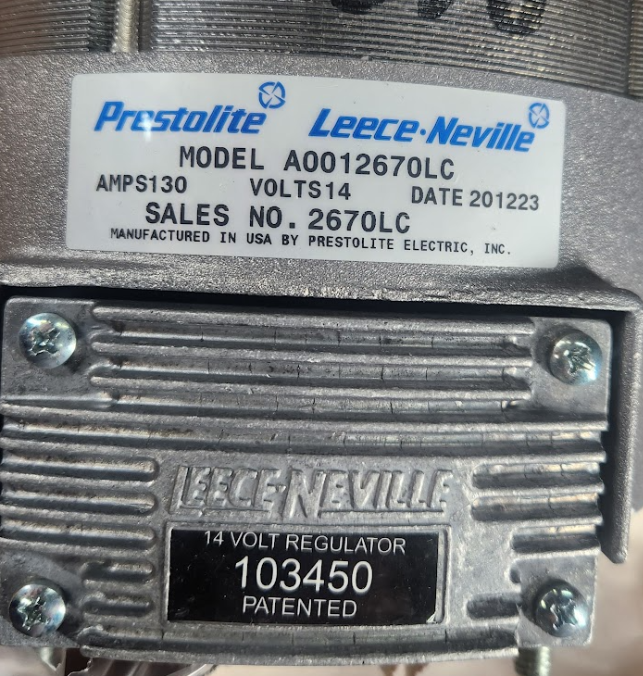 Prestolite Leece-Neville
MODEL A0012670LC
AMPS130 VOLTS14 DATE 201223
SALES NO. 2670LC
MANUFACTURED IN USA BY PRESTOLITE ELECTRIC, INC.
LEECE-NEVILLE
14 VOLT REGULATOR
103450
PATENTED